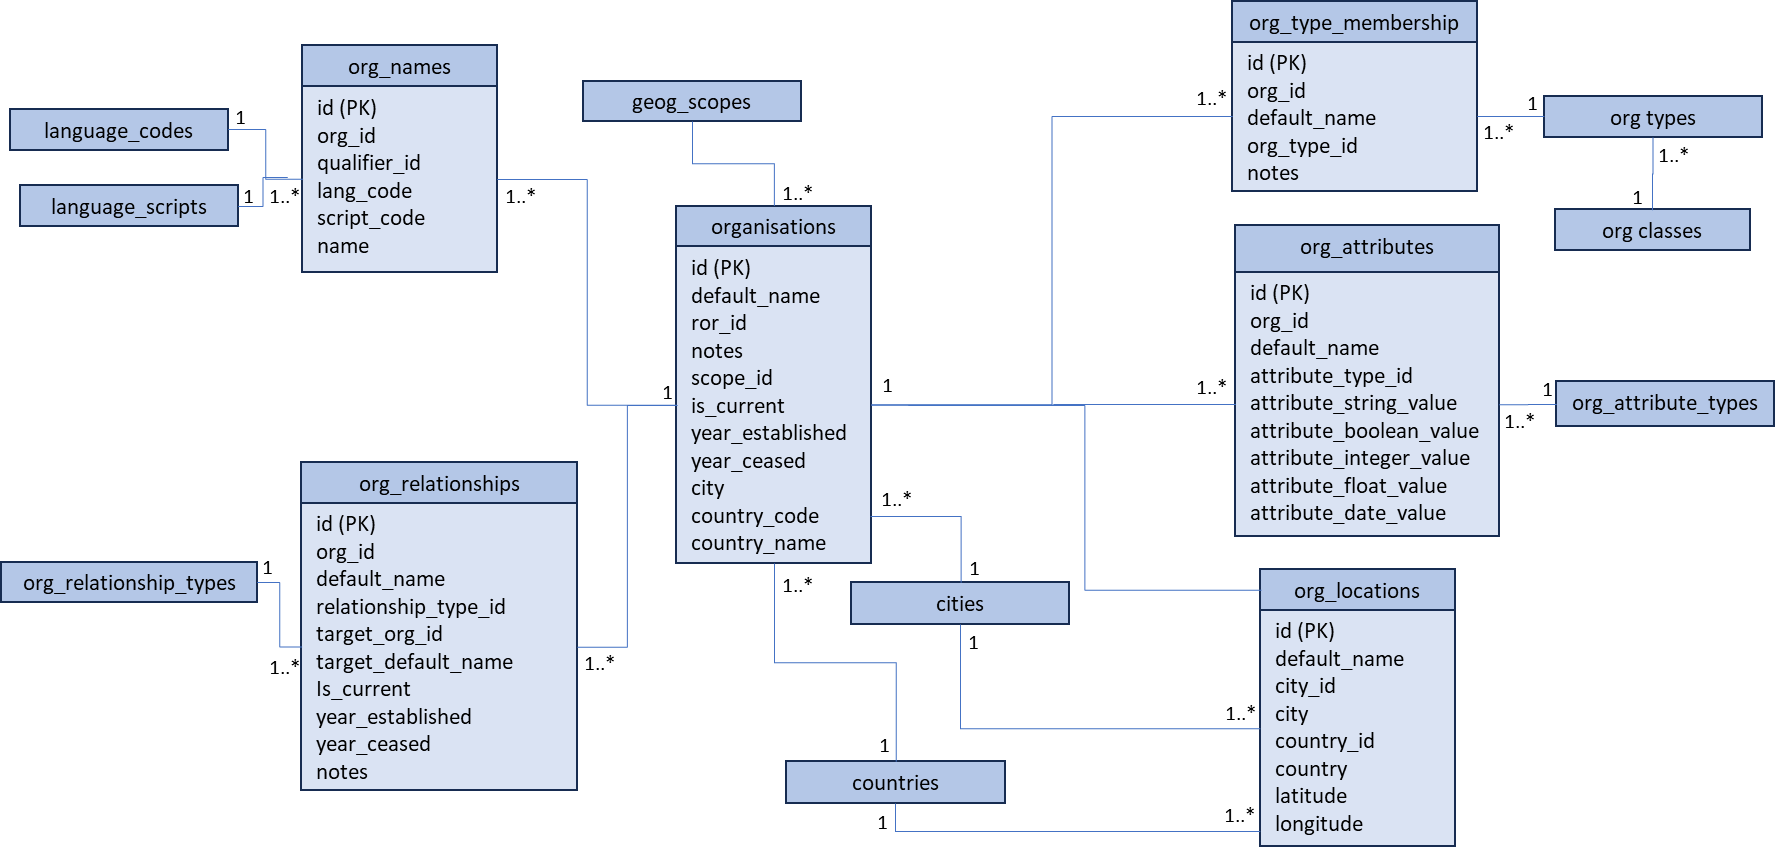 org_names
id (PK)
org_id
qualifier_id
lang_code
script_code
name
language_codes
1
language_scripts
1
1..*
1..*
geog_scopes
1..*
organisations
id (PK)
default_name
ror_id
notes
scope_id
is_current
year_established
year_ceased
city
country_code
country_name
1
1
1..*
1..*
org_relationships
id (PK)
org_id
default_name
relationship_type_id
target_org_id
target_default_name
Is_current
year_established
year_ceased
notes
org_relationship_types
1
1..*
1..*
org_type_membership
id (PK)
org_id
default_name
org_type_id
notes
1..*
1..*
1
org types
1..*
1
org classes
org_attributes
id (PK)
org_id
default_name
attribute_type_id
attribute_string_value
attribute_boolean_value
attribute_integer_value
attribute_float_value
attribute_date_value
1..*
1
1..*
org_attribute_types
1
cities
1
1
countries
1
org_locations
id (PK)
default_name
city_id
city
country_id
country
latitude
longitude
1..*
1..*